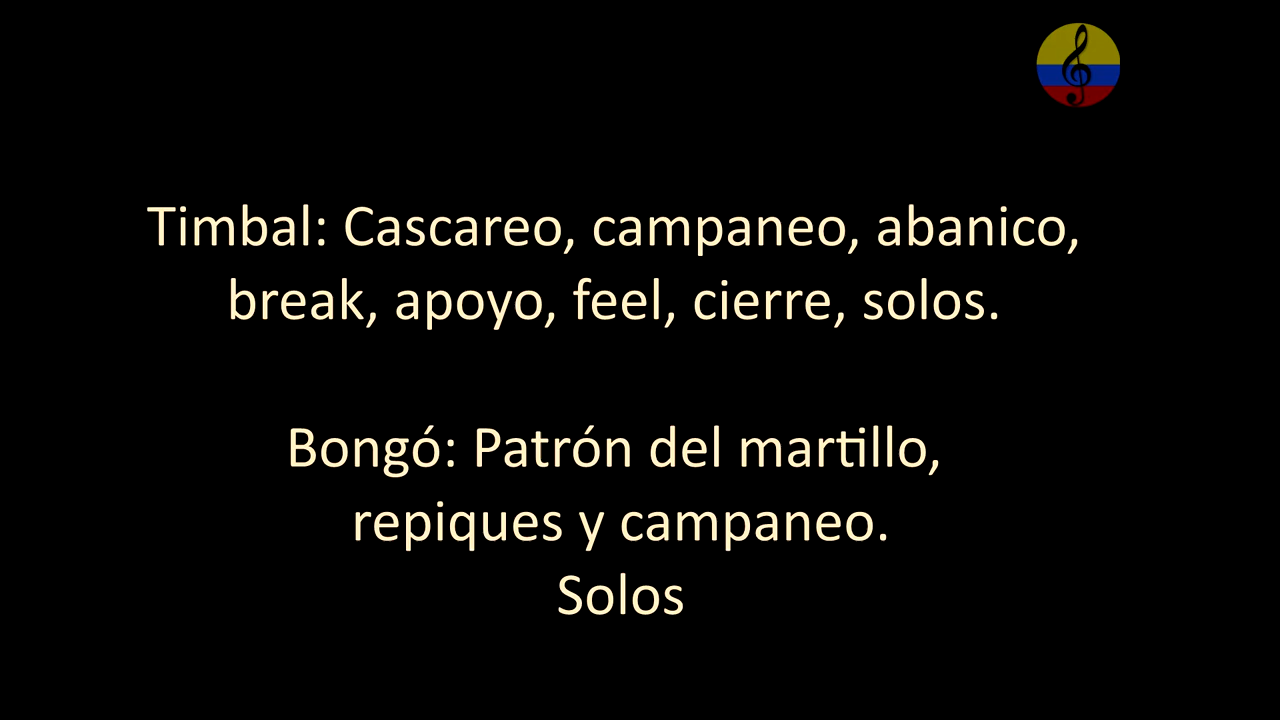 Timbal: Cascareo, campaneo, abanico,
break, apoyo, feel, cierre, solos.
Bongó: Patrón del martillo,
repiques y campaneo.
Solos